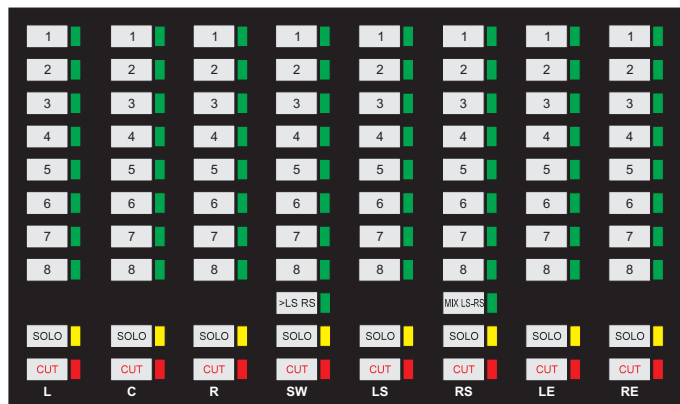 1 1 1 1 1 1 1 1
2 2 2 2 2 2 2 2
3 3 3 3 3 3 3 3
4 4 4 4 4 4 4 4
5 5 5 5 5 5 5 5
6 6 6 6 6 6 6 6
7 7 7 7 7 7 7 7
8 8 8 8 8 8 8 8
>LS RS MIX LS-RS
SOLO SOLO SOLO SOLO SOLO SOLO SOLO SOLO
CUT CUT CUT CUT CUT CUT CUT CUT
L C R SW LS RS LE RE